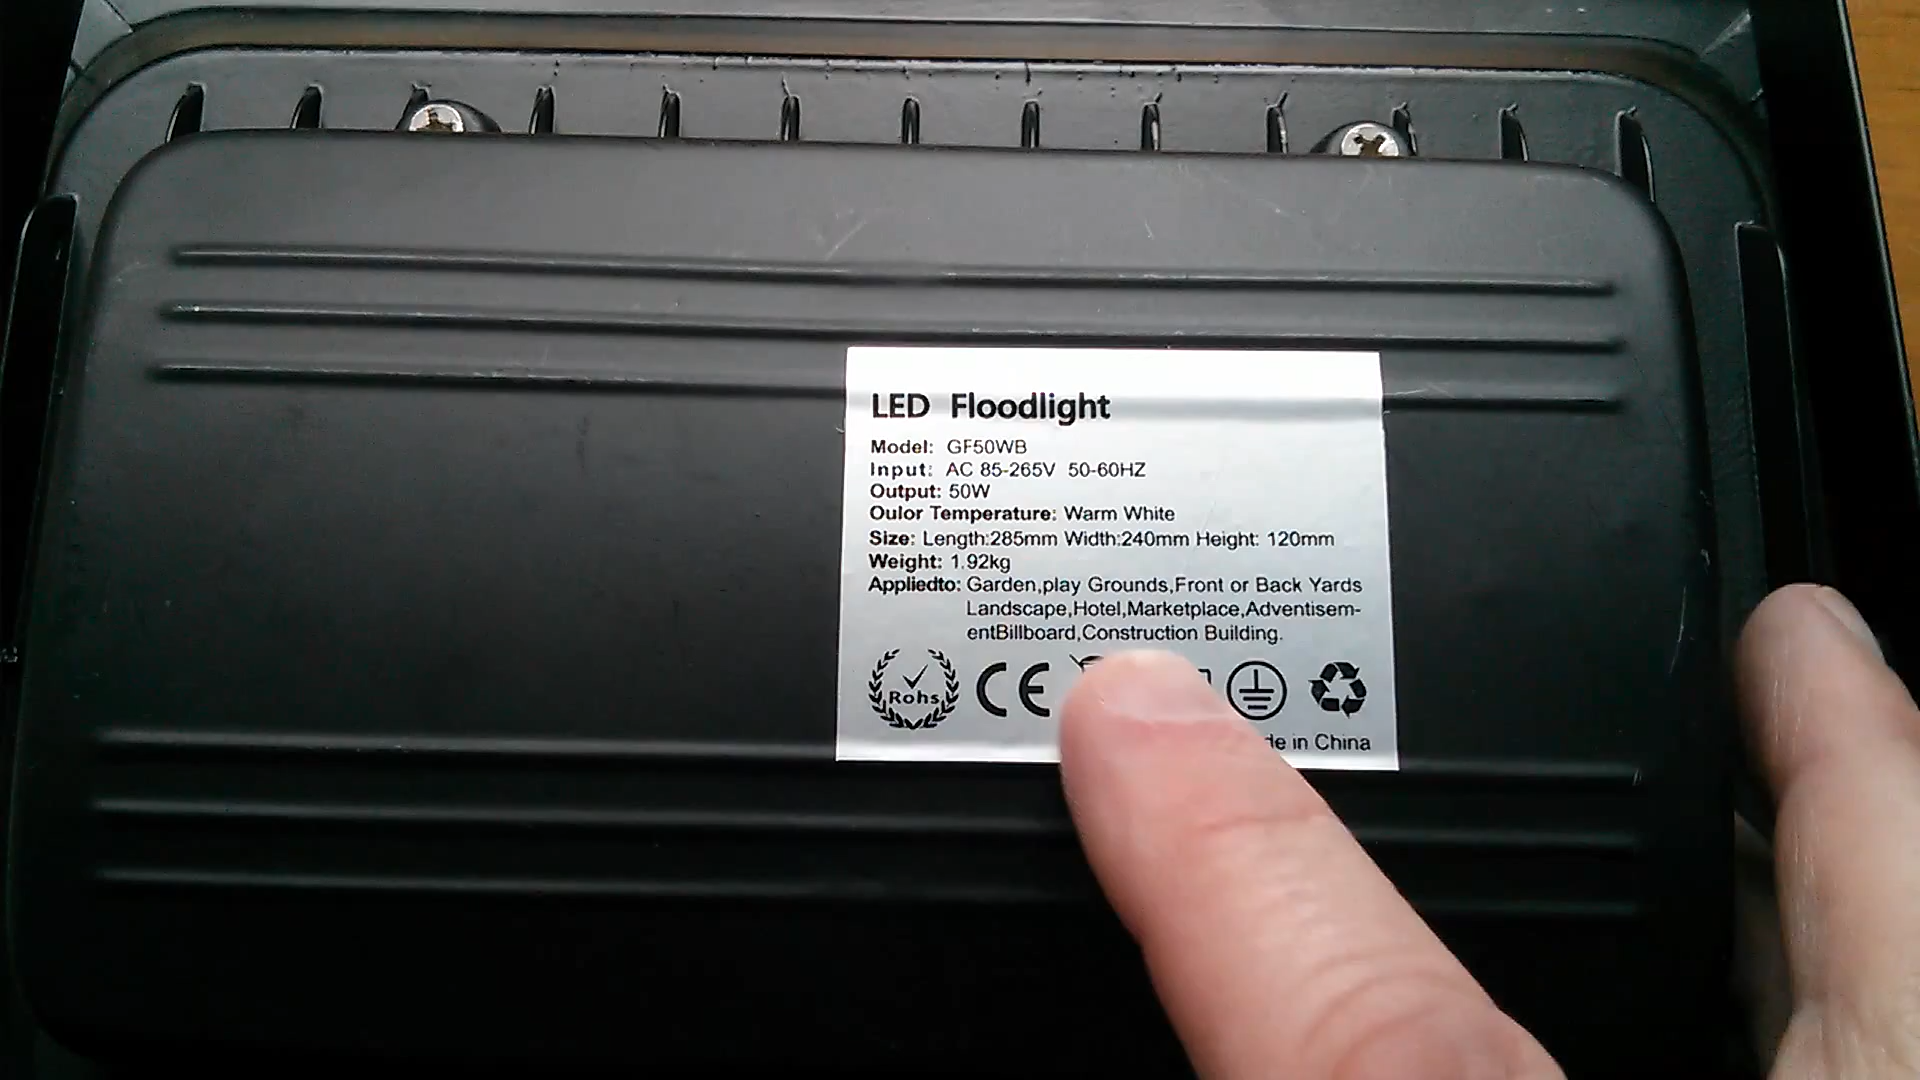 LED Floodlight
Model: GF50WB
Input: AC 85-265V 50-60HZ
Output: 50W
Oulor Temperature: Warm White
Size: Length:285mm Width:240mm Height: 120mm
Weight: 1.92kg
Appliedto: Garden,play Grounds,Front or Back Yards
Landscape,Hotel,Marketplace,Adventisem-
entBillboard,Construction Building.
Rohs CE
in China